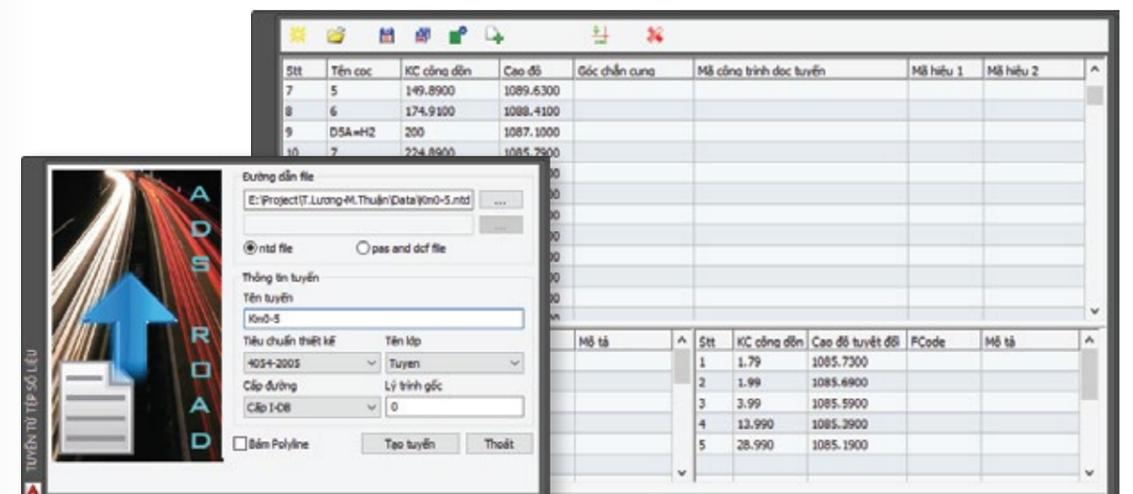 Stt Tên cọc KC cộng dồn Cao độ Góc chắn cung Mã công trình dọc tuyến Mã hiệu 1 Mã hiệu 2
7 5 149.8900 1089.6300
8 6 174.9100 1088.4100
9 D5A=H2 200 1087.1000
10 7 224.8900 1085.7900
Mô tả
Stt KC cộng dồn Cao độ tuyệt đối FCode Mô tả
1 1.79 1085.7300
2 1.99 1085.6900
3 3.99 1085.5900
4 13.990 1085.3900
5 28.990 1085.1900
TUYẾN TỪ TỆP SỐ LIỆU
ADS ROAD
Đường dẫn file
E:\Project\T.Lương-M.Thuận\Data\Km0-5.ntd ...
...
ntd file pas and dcf file
Thông tin tuyến
Tên tuyến
Km0-5
Tiêu chuẩn thiết kế Tên lớp
4054-2005 Tuyen
Cấp đường Lý trình gốc
Cấp I-ĐB 0
Bám Polyline Tạo tuyến Thoát